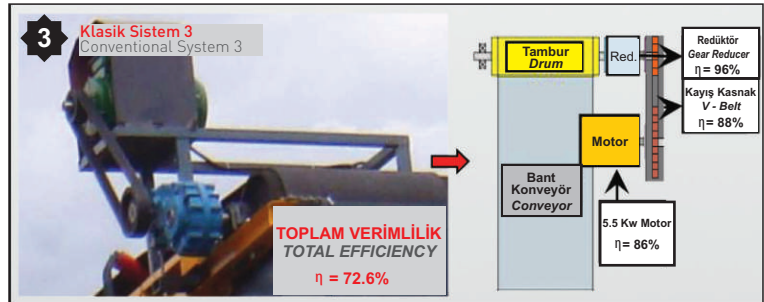 3
Klasik Sistem 3
Conventional System 3
TOPLAM VERİMLİLİK
TOTAL EFFICIENCY
η = 72.6%
Tambur
Drum
Red.
Redüktör
Gear Reducer
η = 96%
Kayış Kasnak
V - Belt
η = 88%
Motor
Bant
Konveyör
Conveyor
5.5 Kw Motor
η = 86%